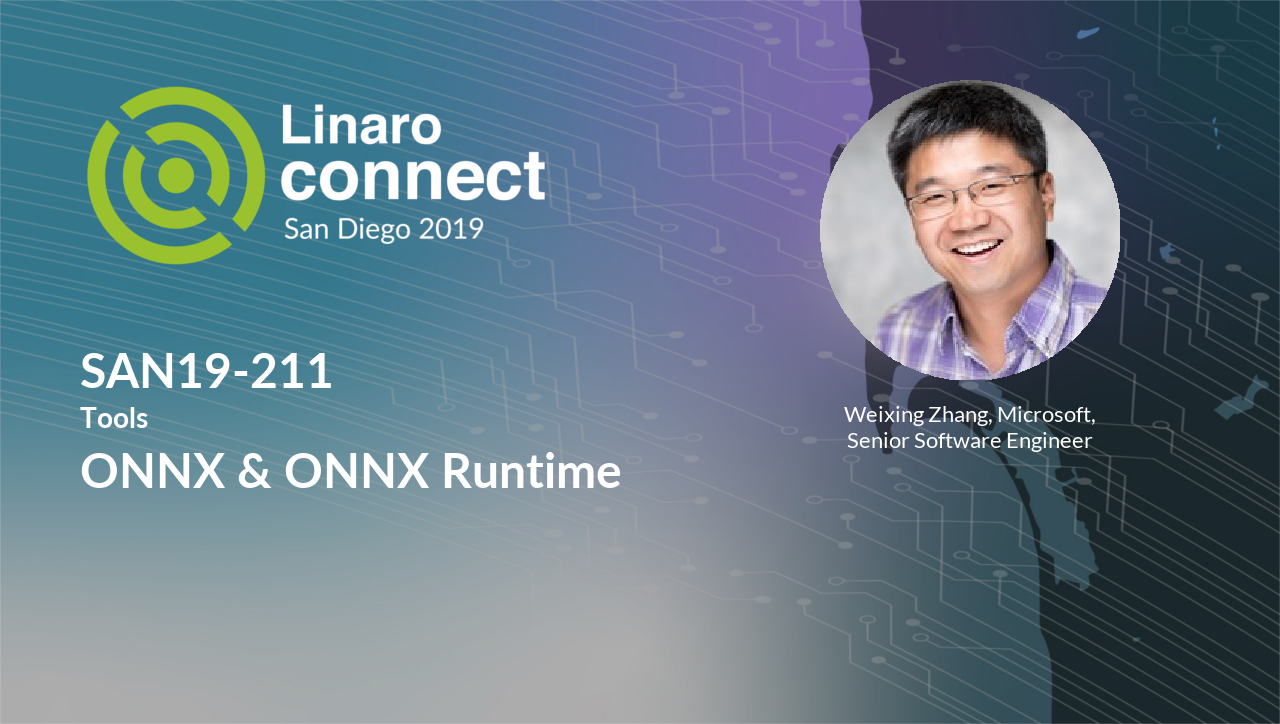 Linaro
connect
San Diego 2019
SAN19-211
Tools
ONNX & ONNX Runtime
Weixing Zhang, Microsoft,
Senior Software Engineer